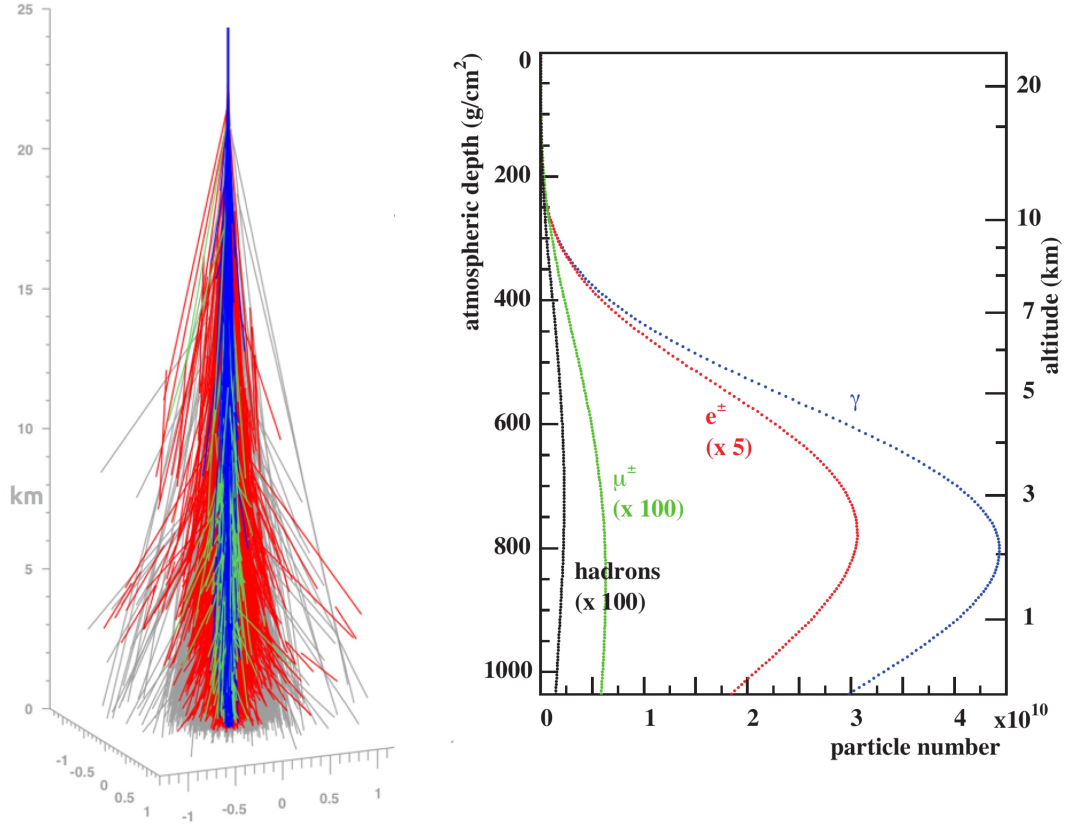 25
20
15
10
km
5
0
-1
-0.5
0
0.5
1
-1
-0.5
0
1
atmospheric depth (g/cm²)
0
200
400
600
800
1000
e±
(x 5)
γ
μ±
(x 100)
hadrons
(x 100)
20
10
7
5
3
1
altitude (km)
0 1 2 3 4 x10¹⁰
particle number